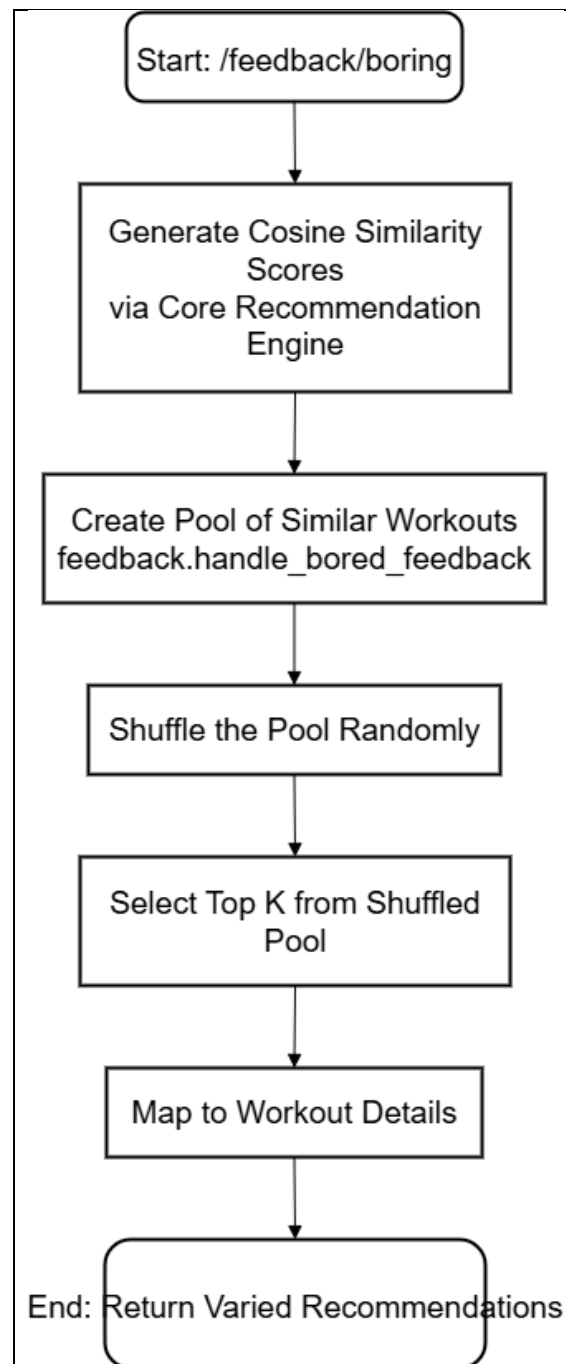 Start: /feedback/boring
Generate Cosine Similarity
Scores
via Core Recommendation
Engine
Create Pool of Similar Workouts
feedback.handle_bored_feedback
Shuffle the Pool Randomly
Select Top K from Shuffled
Pool
Map to Workout Details
End: Return Varied Recommendations